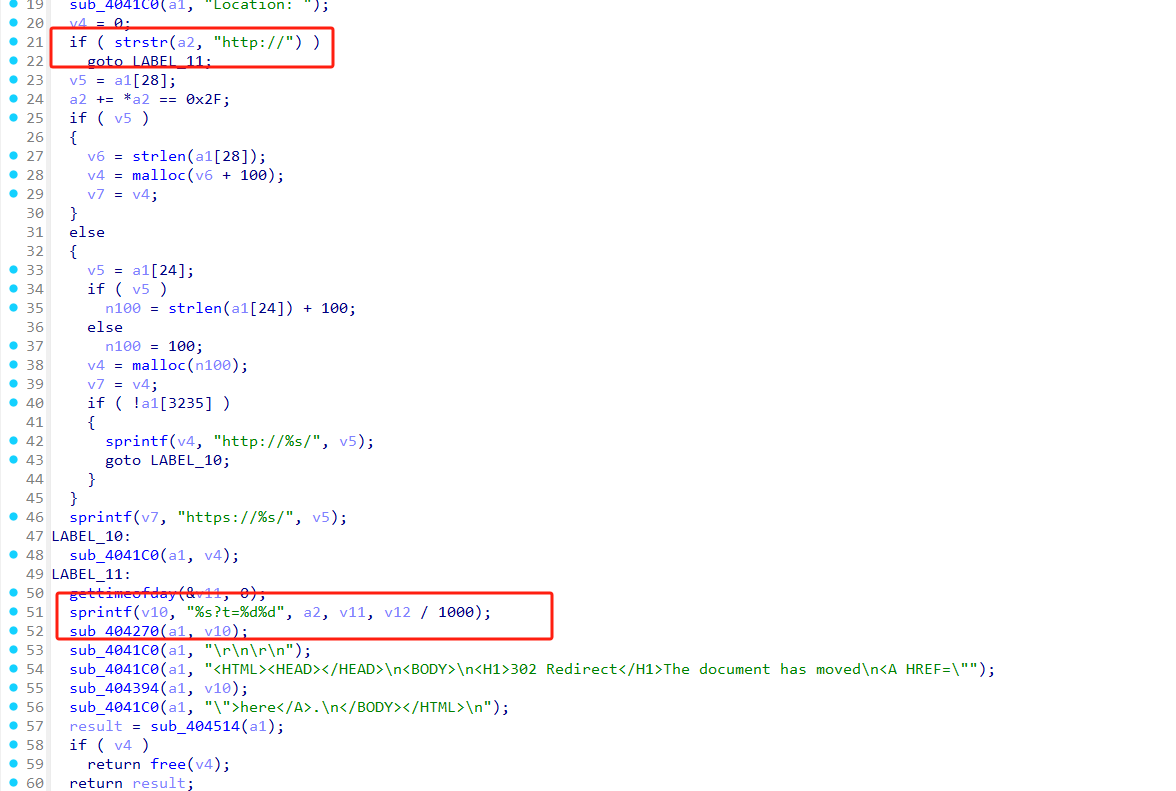 19 sub_4041C0(a1, "Location: ");
20 v4 = 0;
21 if ( strstr(a2, "http://") )
22 goto LABEL_11;
23 v5 = a1[28];
24 a2 += *a2 == 0x2F;
25 if ( v5 )
26 {
27 v6 = strlen(a1[28]);
28 v4 = malloc(v6 + 100);
29 v7 = v4;
30 }
31 else
32 {
33 v5 = a1[24];
34 if ( v5 )
35 n100 = strlen(a1[24]) + 100;
36 else
37 n100 = 100;
38 v4 = malloc(n100);
39 v7 = v4;
40 if ( !a1[3235] )
41 {
42 sprintf(v4, "http://%s/", v5);
43 goto LABEL_10;
44 }
45 }
46 sprintf(v7, "https://%s/", v5);
47 LABEL_10:
48 sub_4041C0(a1, v4);
49 LABEL_11:
50 gettimeofday(&v11, 0);
51 sprintf(v10, "%s?t=%d%d", a2, v11, v12 / 1000);
52 sub_404270(a1, v10);
53 sub_4041C0(a1, "\r\n\r\n");
54 sub_4041C0(a1, "<HTML><HEAD></HEAD>\n<BODY>\n<H1>302 Redirect</H1>The document has moved\n<A HREF=\"");
55 sub_404394(a1, v10);
56 sub_4041C0(a1, "\">here</A>.\n</BODY></HTML>\n");
57 result = sub_404514(a1);
58 if ( v4 )
59 return free(v4);
60 return result;